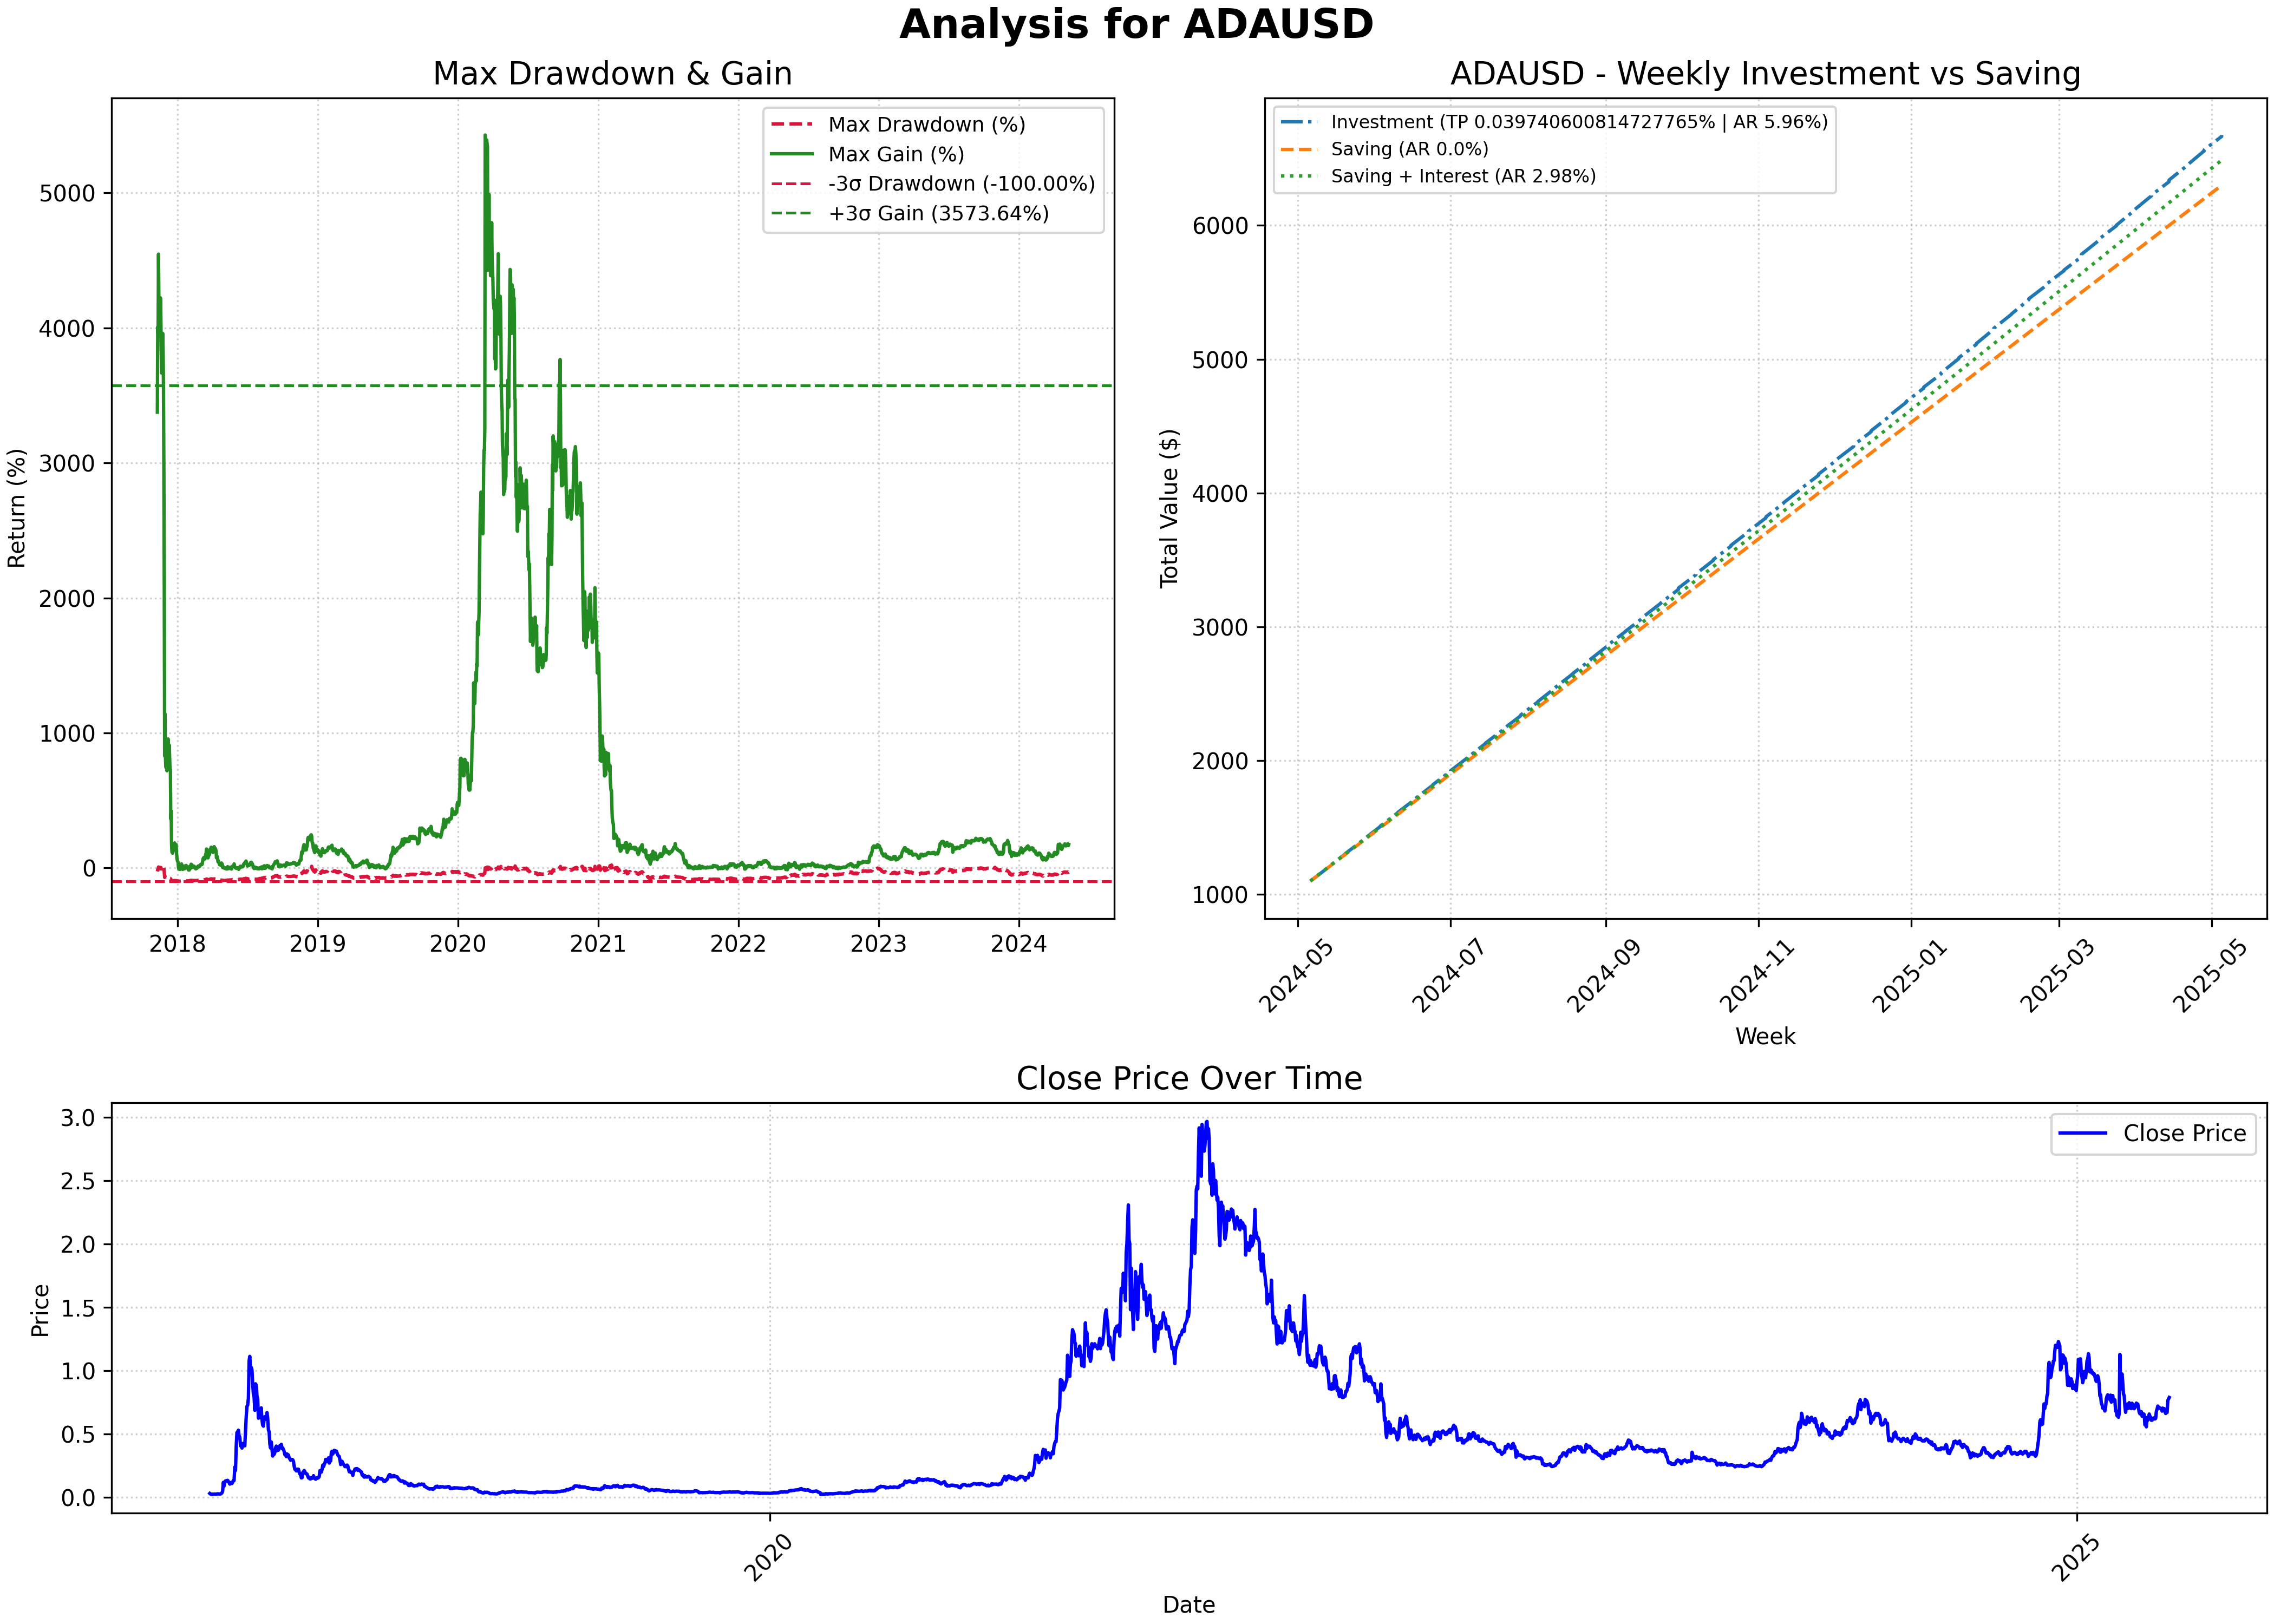 Analysis for ADAUSD
Max Drawdown & Gain
Return (%)
5000
4000
3000
2000
1000
0
2018
2019
2020
2021
2022
2023
2024
Max Drawdown (%)
Max Gain (%)
-3σ Drawdown (-100.00%)
+3σ Gain (3573.64%)
ADAUSD - Weekly Investment vs Saving
Total Value ($)
6000
5000
4000
3000
2000
1000
Investment (TP 0.039740600814727765% | AR 5.96%)
Saving (AR 0.0%)
Saving + Interest (AR 2.98%)
2024-05
2024-07
2024-09
2024-11
2025-01
2025-03
2025-05
Week
Close Price Over Time
Price
3.0
2.5
2.0
1.5
1.0
0.5
0.0
Close Price
2020
2025
Date